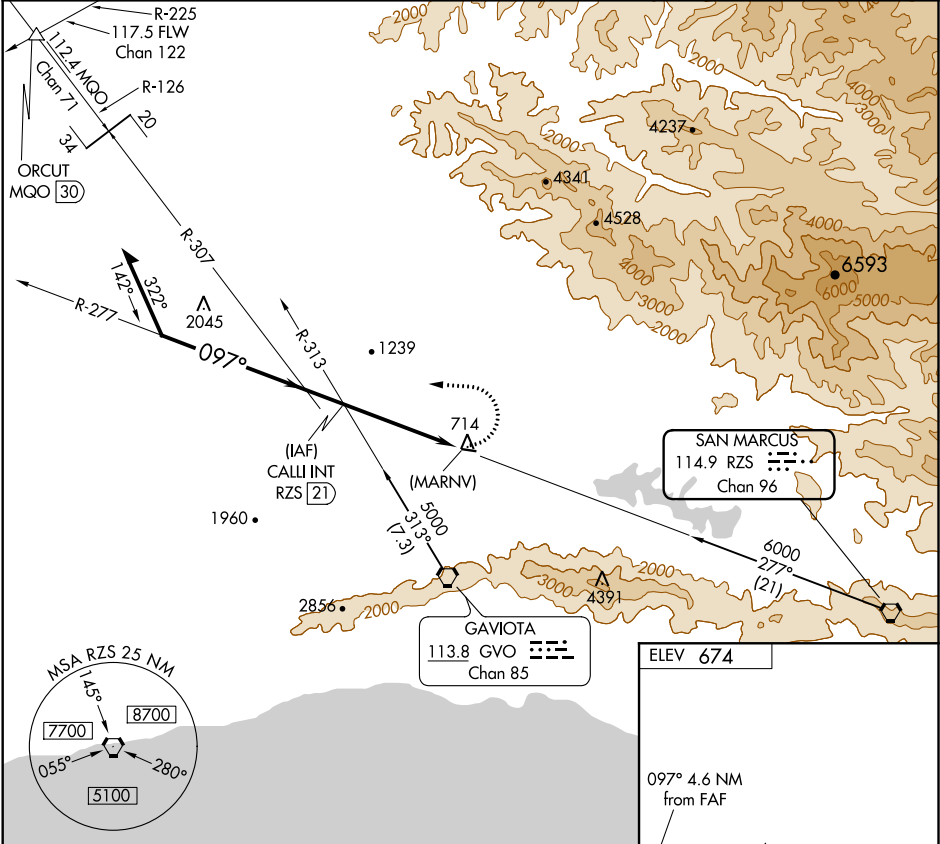 R-225
117.5 FLW
Chan 122
112.4 MQO
Chan 71
R-126
20
34
ORCUT
MQO 30
R-307
2000
2000
4000
3000
4237
2000
4341
4528
4000
6593
6000
5000
4000
3000
2000
322°
142°
R-277
2045
097°
R-313
1239
714
(MARNV)
(IAF)
CALLI INT
RZS 21
SAN MARCUS
114.9 RZS
Chan 96
1960
5000
313°
(7.3)
6000
277°
(21)
2000
3000
4391
2856
2000
GAVIOTA
113.8 GVO
Chan 85
MSA RZS 25 NM
145°
8700
7700
055°
280°
5100
ELEV 674
097° 4.6 NM
from FAF